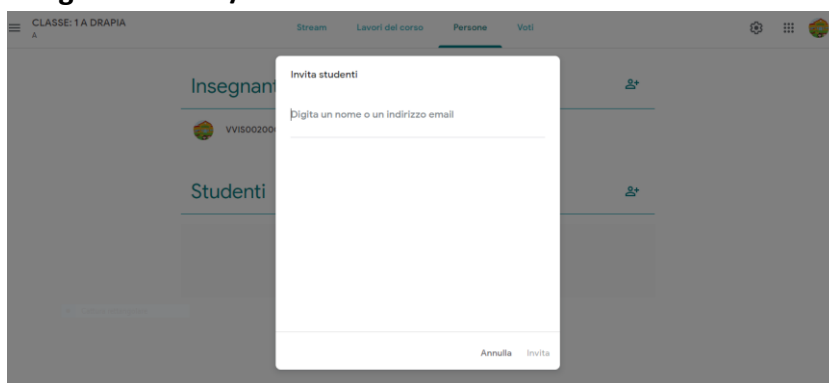 CLASSE: 1 A DRAPIA
A
Stream Lavori del corso Persone Voti
Invita studenti
Insegnant
Digita un nome o un indirizzo email
VVIS00200
Studenti
Annulla Invita